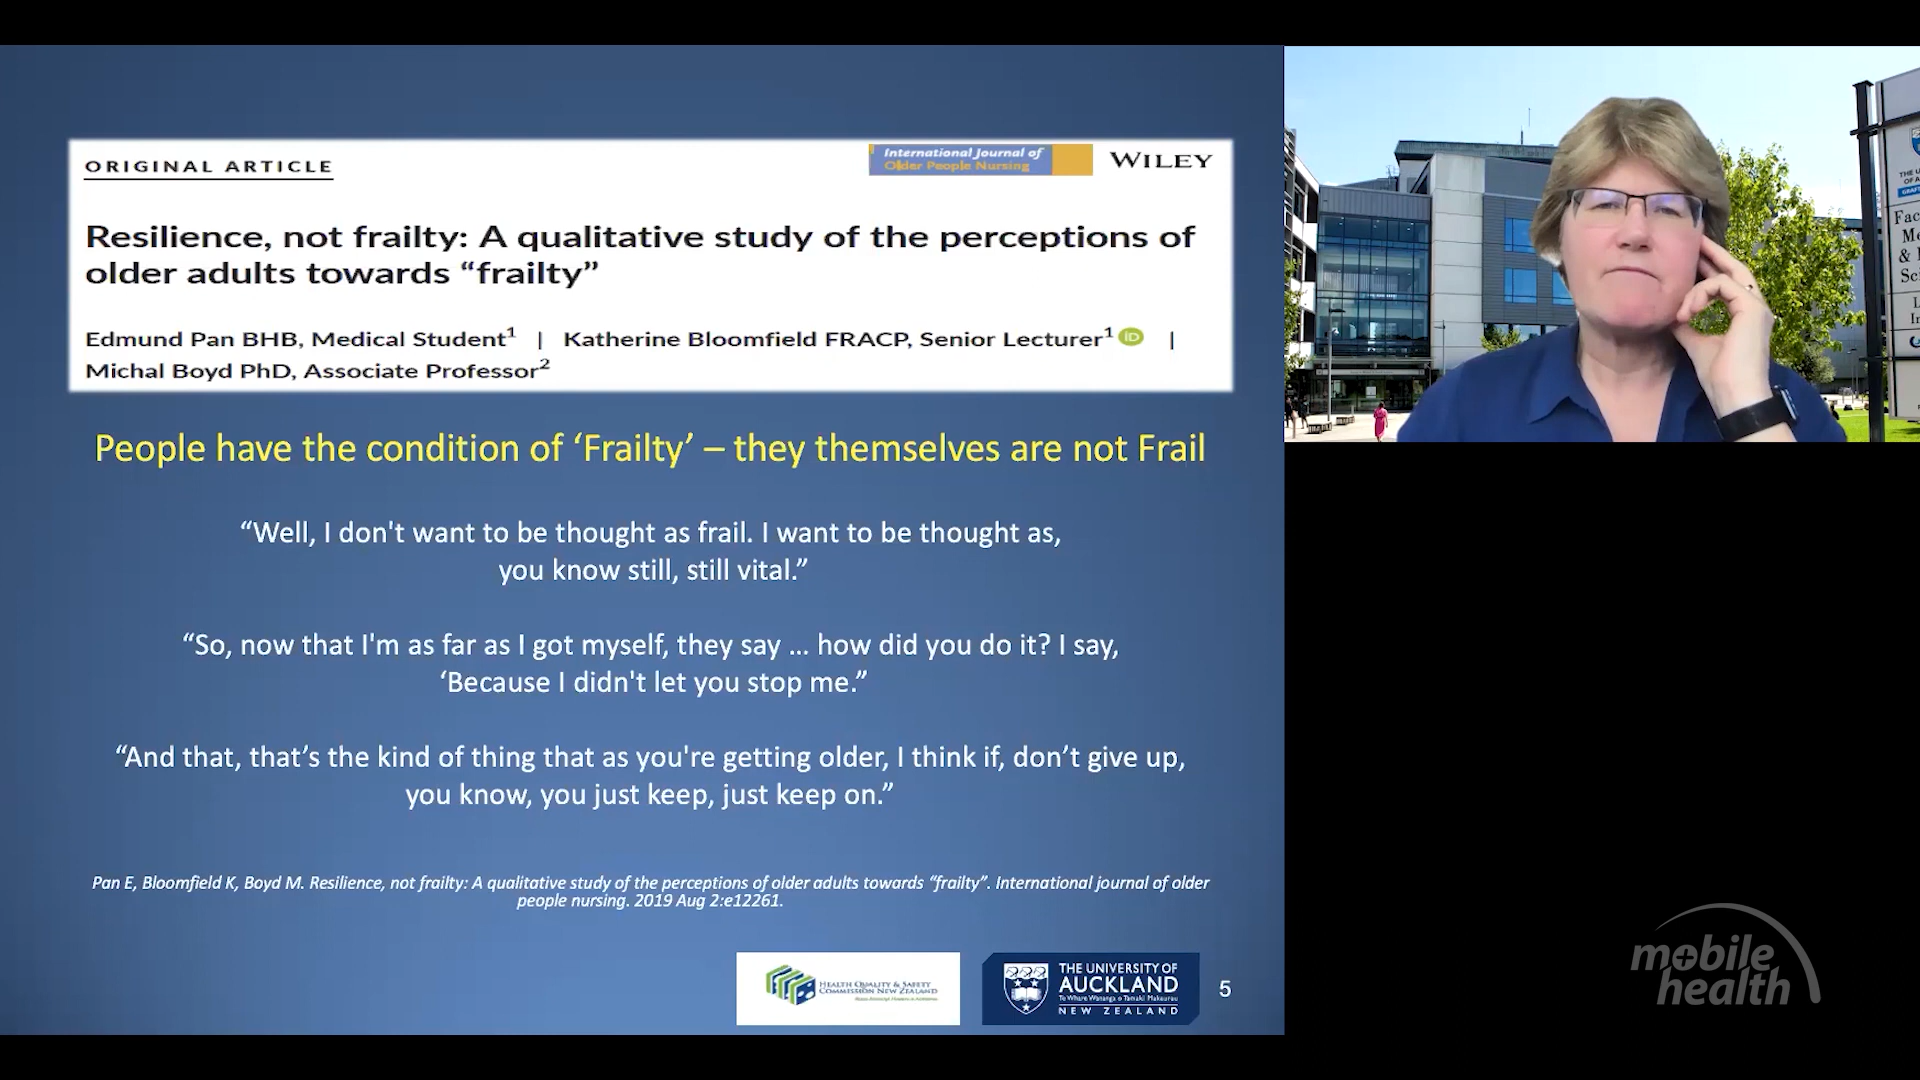 ORIGINAL ARTICLE
International Journal of
Older People Nursing
WILEY
Resilience, not frailty: A qualitative study of the perceptions of
older adults towards “frailty”
Edmund Pan BHB, Medical Student1 | Katherine Bloomfield FRACP, Senior Lecturer1 iD |
Michal Boyd PhD, Associate Professor2
People have the condition of ‘Frailty’ – they themselves are not Frail
“Well, I don't want to be thought as frail. I want to be thought as,
you know still, still vital.”
“So, now that I'm as far as I got myself, they say ... how did you do it? I say,
‘Because I didn't let you stop me.”
“And that, that’s the kind of thing that as you're getting older, I think if, don’t give up,
you know, you just keep, just keep on.”
Pan E, Bloomfield K, Boyd M. Resilience, not frailty: A qualitative study of the perceptions of older adults towards “frailty”. International journal of older
people nursing. 2019 Aug 2:e12261.
HEALTH QUALITY & SAFETY
COMMISSION NEW ZEALAND
THE UNIVERSITY OF
AUCKLAND
Te Whare Wānanga o Tāmaki Makaurau
NEW ZEALAND
5
mobile
health